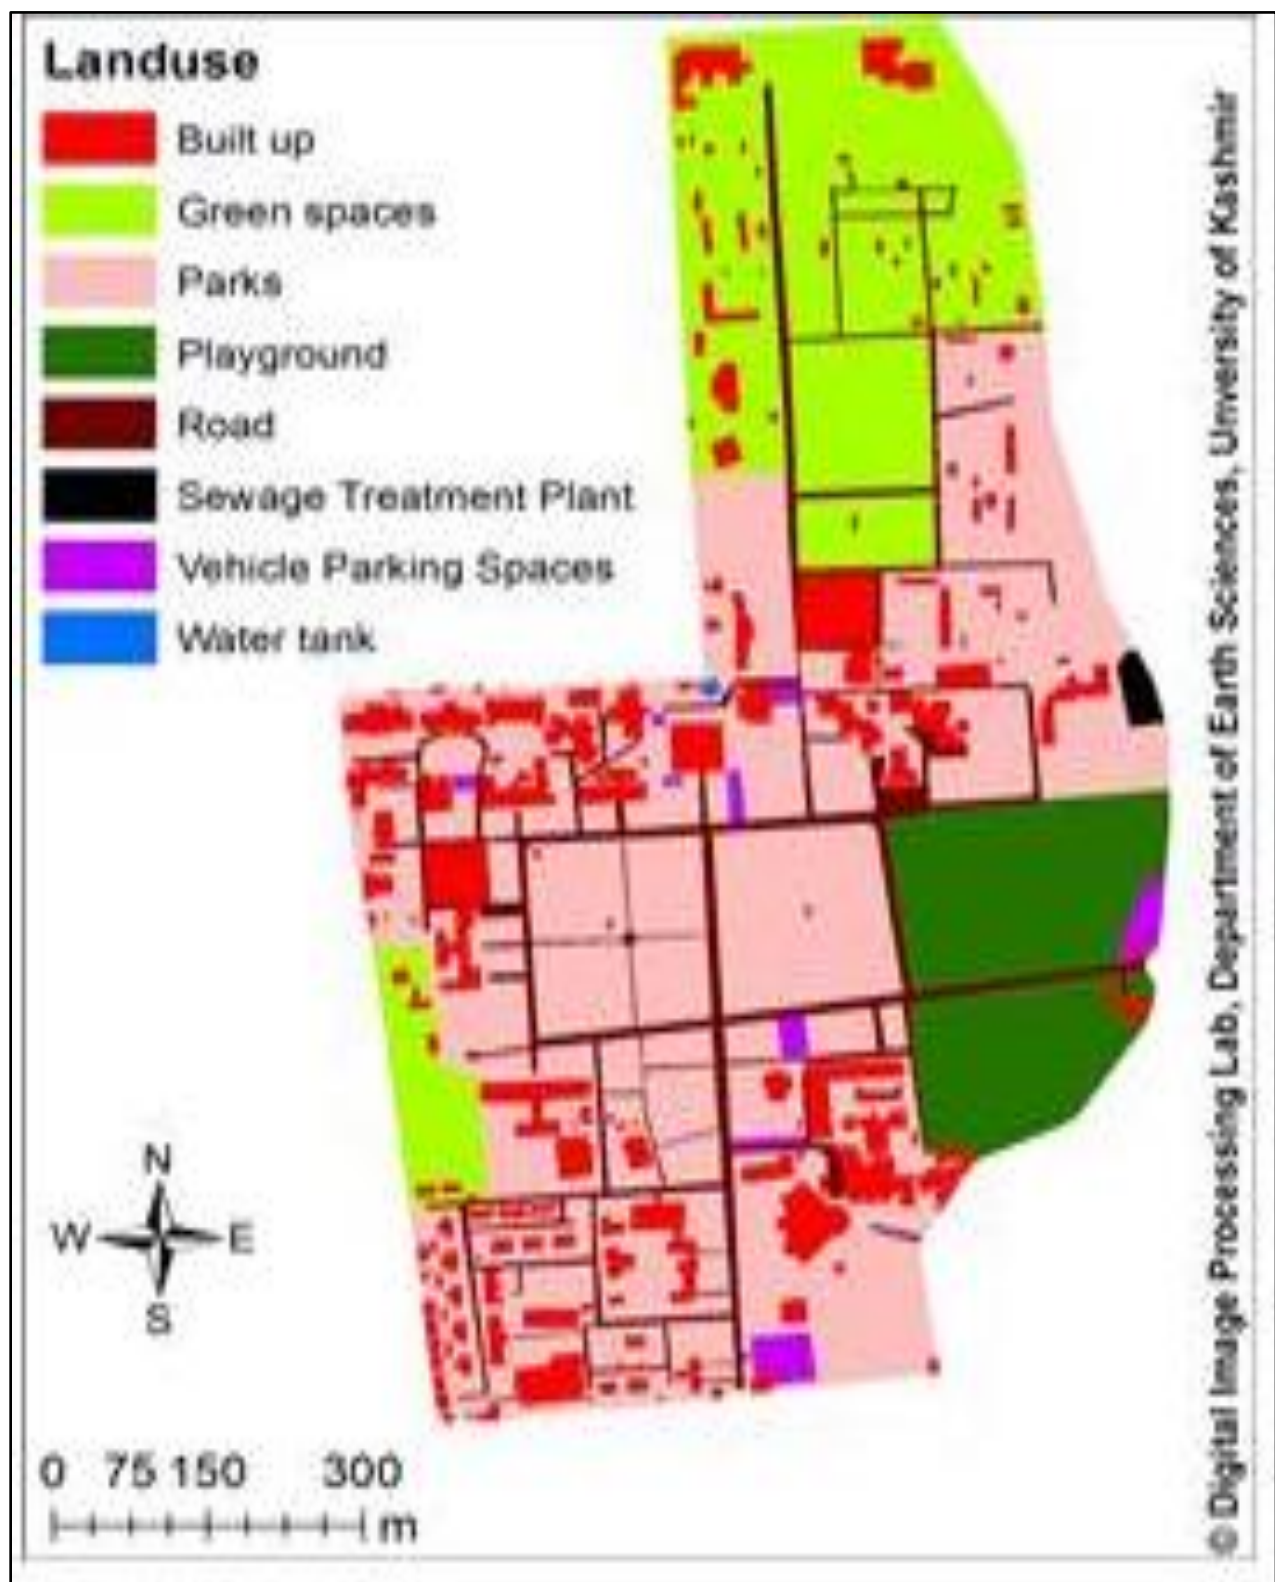 Landuse
Built up
Green spaces
Parks
Playground
Road
Sewage Treatment Plant
Vehicle Parking Spaces
Water tank
N
W E
S
0 75 150 300
m
© Digital Image Processing Lab, Department of Earth Sciences, Unversity of Kashmir